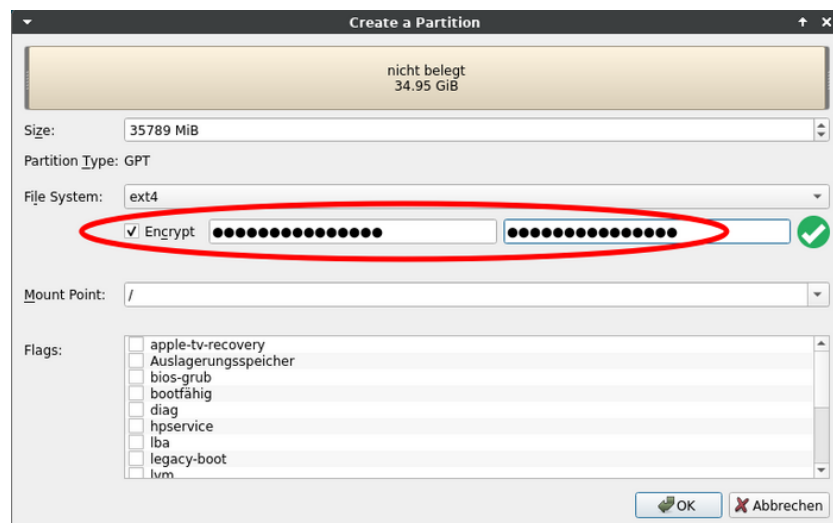 Create a Partition
nicht belegt
34.95 GiB
Size: 35789 MiB
Partition Type: GPT
File System: ext4
Encrypt ●●●●●●●●●●●●●●● ●●●●●●●●●●●●●●●
Mount Point: /
Flags:
apple-tv-recovery
Auslagerungsspeicher
bios-grub
bootfähig
diag
hpservice
lba
legacy-boot
lvm
OK Abbrechen